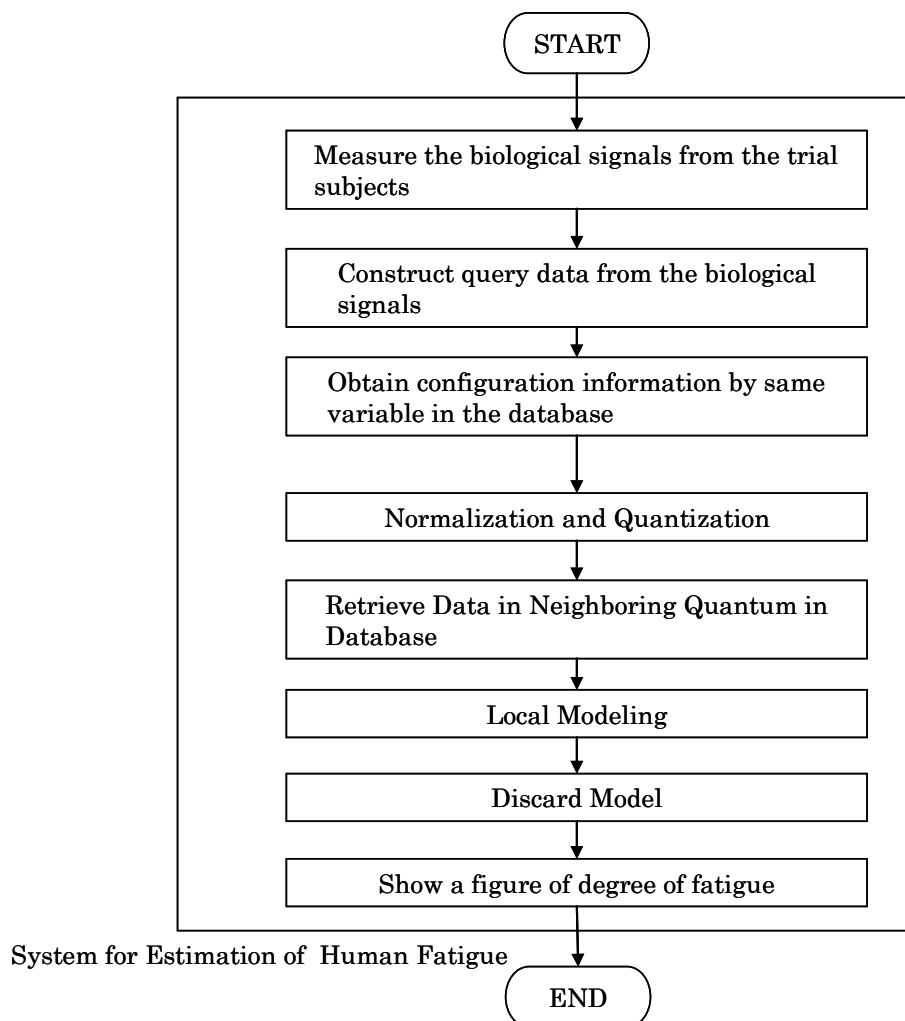 START
Measure the biological signals from the trial
subjects
Construct query data from the biological
signals
Obtain configuration information by same
variable in the database
Normalization and Quantization
Retrieve Data in Neighboring Quantum in
Database
Local Modeling
Discard Model
Show a figure of degree of fatigue
System for Estimation of Human Fatigue
END